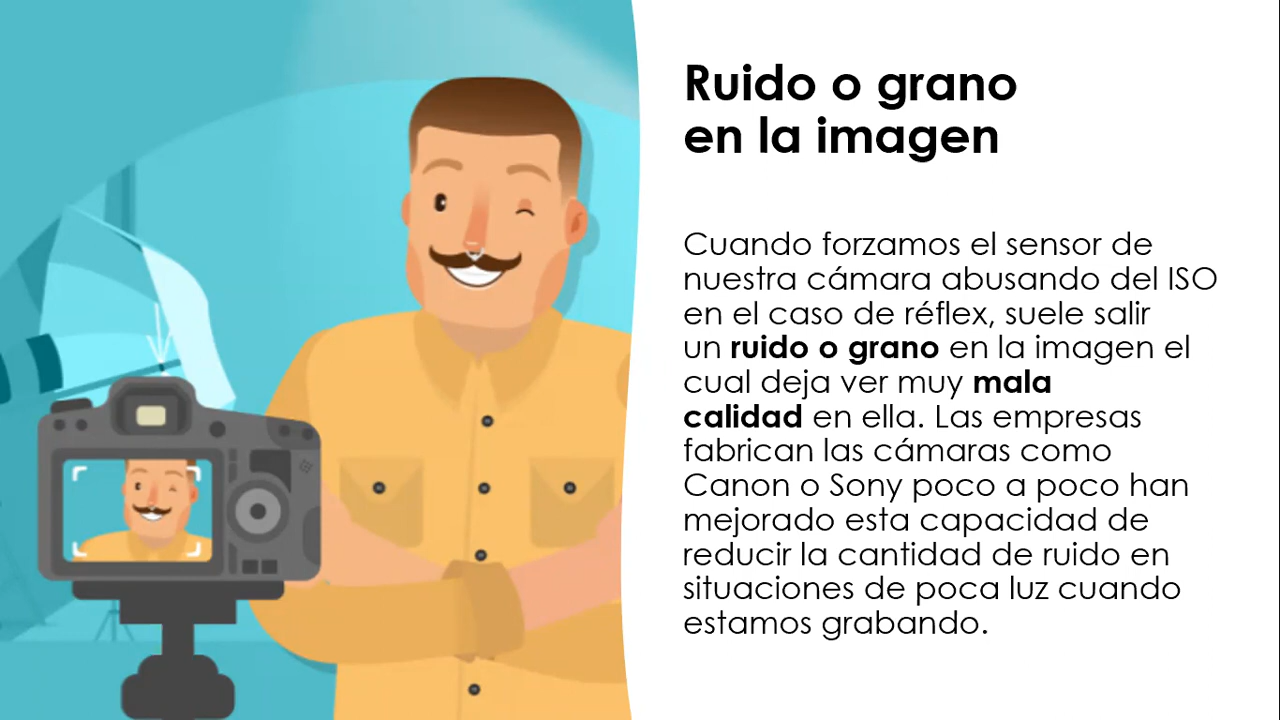 Ruido o grano
en la imagen
Cuando forzamos el sensor de
nuestra cámara abusando del ISO
en el caso de réflex, suele salir
un ruido o grano en la imagen el
cual deja ver muy mala
calidad en ella. Las empresas
fabrican las cámaras como
Canon o Sony poco a poco han
mejorado esta capacidad de
reducir la cantidad de ruido en
situaciones de poca luz cuando
estamos grabando.